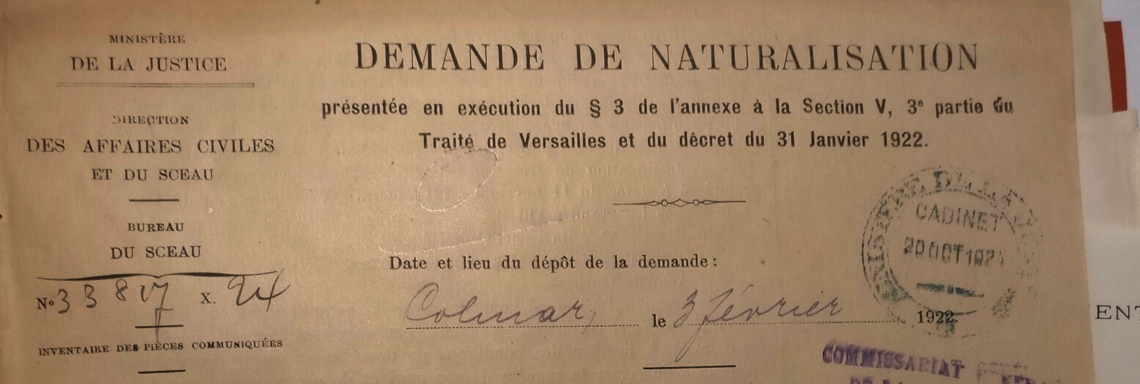 MINISTÈRE
DE LA JUSTICE
DIRECTION
DES AFFAIRES CIVILES
ET DU SCEAU
BUREAU
DU SCEAU
No 33817 X. 24
INVENTAIRE DES PIÈCES COMMUNIQUÉES
DEMANDE DE NATURALISATION
présentée en exécution du § 3 de l'annexe à la Section V, 3e partie du
Traité de Versailles et du décret du 31 Janvier 1922.
CABINET
20 OCT 192
Date et lieu du dépôt de la demande :
Colmar, le 3 février 1922
COMMISSARIAT
ENT